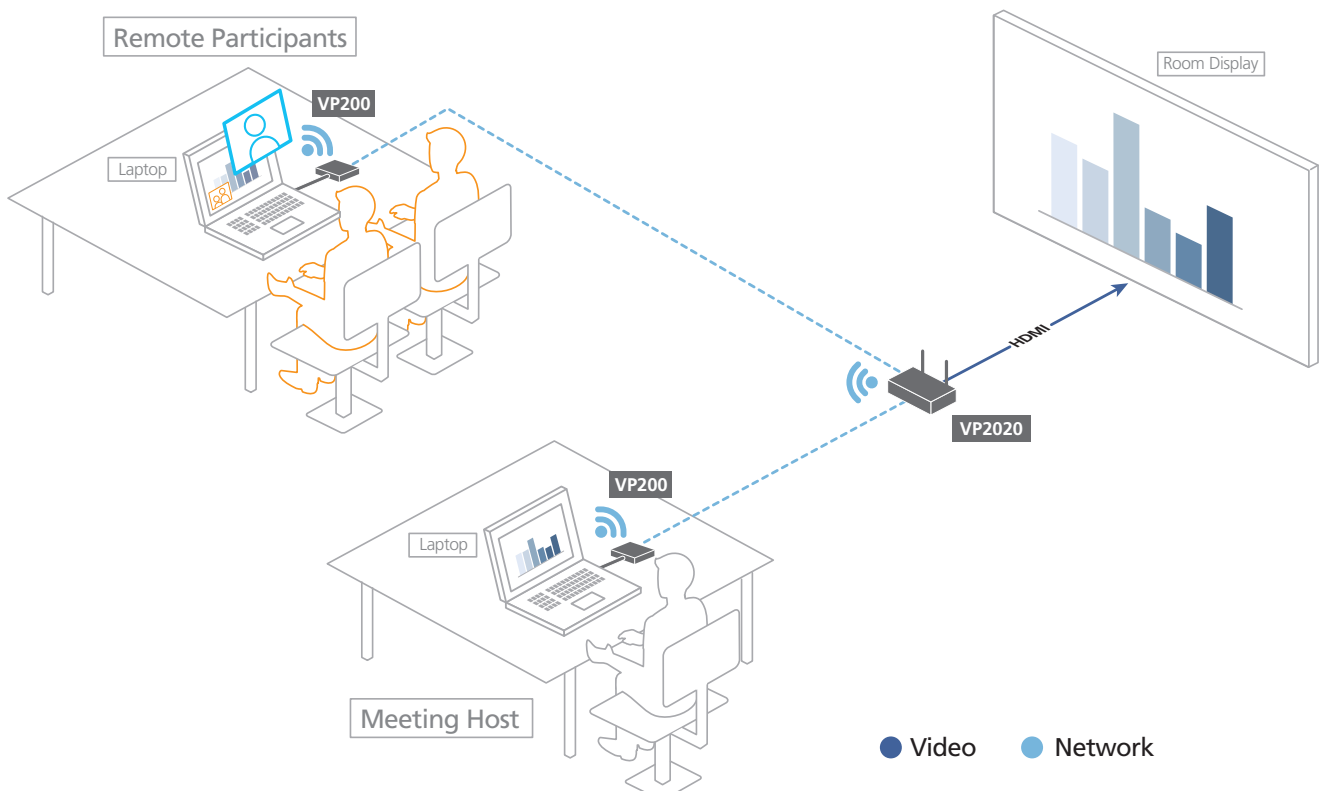 Remote Participants
Room Display
VP200
Laptop
HDMI
VP2020
VP200
Laptop
Meeting Host
Video
Network